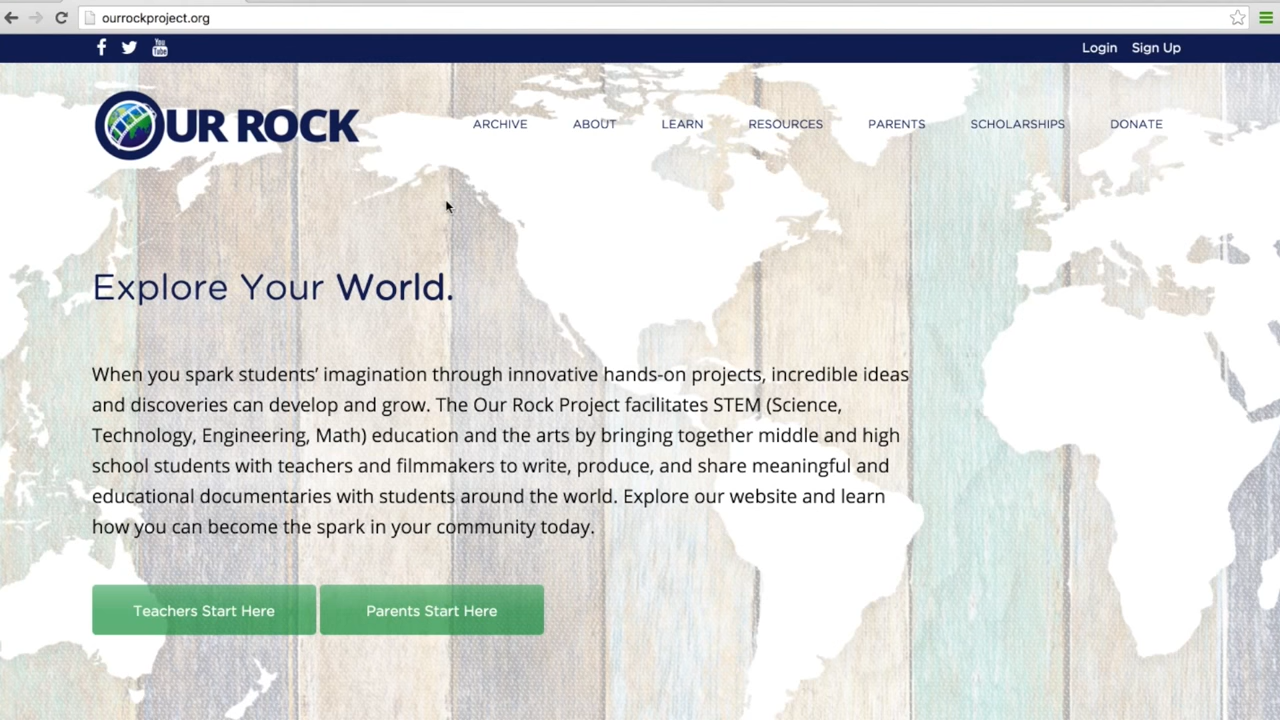 ourrockproject.org
You Tube
Login Sign Up
OUR ROCK
ARCHIVE ABOUT LEARN RESOURCES PARENTS SCHOLARSHIPS DONATE
Explore Your World.
When you spark students’ imagination through innovative hands-on projects, incredible ideas
and discoveries can develop and grow. The Our Rock Project facilitates STEM (Science,
Technology, Engineering, Math) education and the arts by bringing together middle and high
school students with teachers and filmmakers to write, produce, and share meaningful and
educational documentaries with students around the world. Explore our website and learn
how you can become the spark in your community today.
Teachers Start Here Parents Start Here